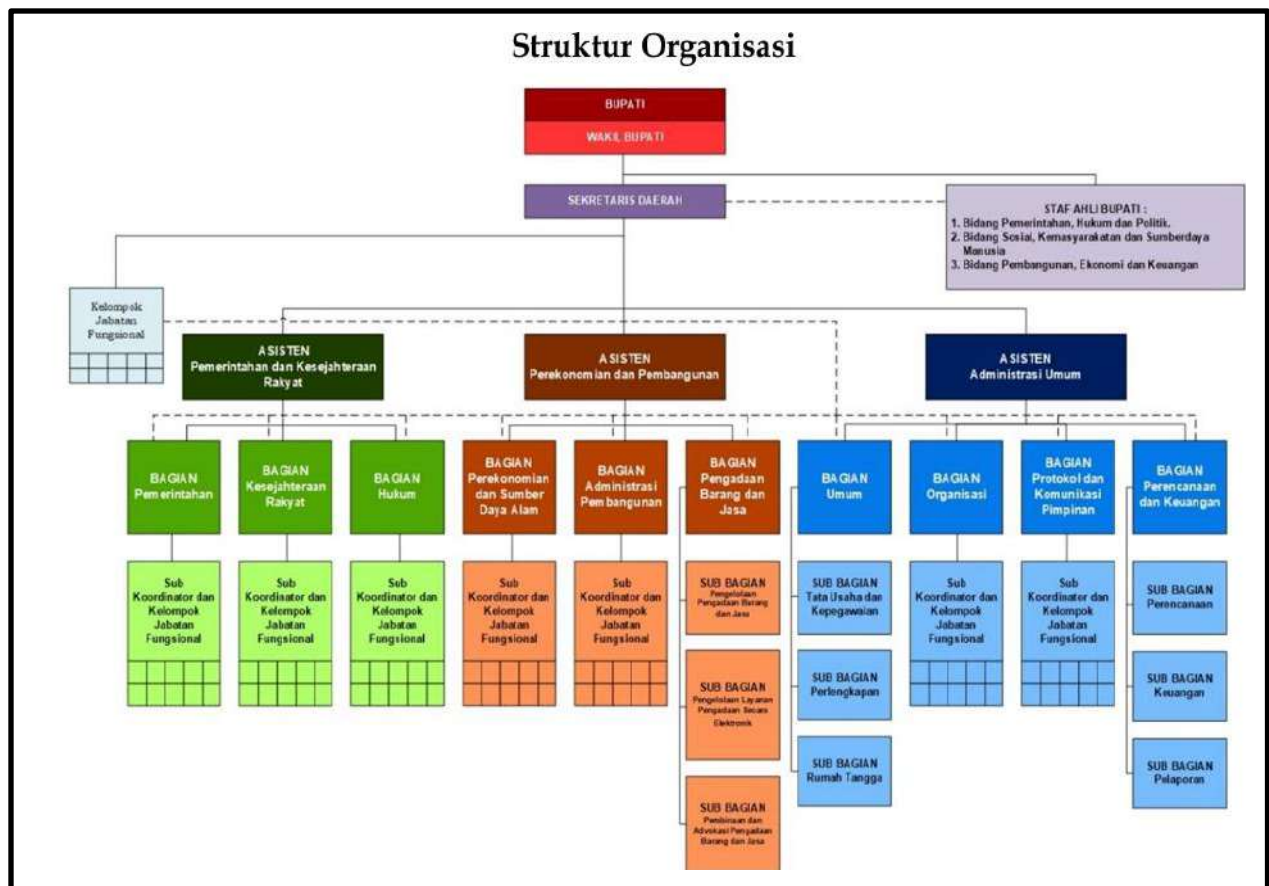 Struktur Organisasi
BUPATI
WAKIL BUPATI
SEKRETARIS DAERAH
STAF AHLI BUPATI :
1. Bidang Pemerintahan, Hukum dan Politik.
2. Bidang Sosial, Kemasyarakatan dan Sumberdaya
Manusia
3. Bidang Pembangunan, Ekonomi dan Keuangan
Kelompok
Jabatan
Fungsional
ASISTEN
Pemerintahan dan Kesejahteraan
Rakyat
ASISTEN
Perekonomian dan Pembangunan
ASISTEN
Administrasi Umum
BAGIAN
Pemerintahan
BAGIAN
Kesejahteraan
Rakyat
BAGIAN
Hukum
BAGIAN
Perekonomian
dan Sumber
Daya Alam
BAGIAN
Administrasi
Pembangunan
BAGIAN
Pengadaan
Barang dan
Jasa
BAGIAN
Umum
BAGIAN
Organisasi
BAGIAN
Protokol dan
Komunikasi
Pimpinan
BAGIAN
Perencanaan
dan Keuangan
Sub
Koordinator dan
Kelompok
Jabatan
Fungsional
Sub
Koordinator dan
Kelompok
Jabatan
Fungsional
Sub
Koordinator dan
Kelompok
Jabatan
Fungsional
Sub
Koordinator dan
Kelompok
Jabatan
Fungsional
Sub
Koordinator dan
Kelompok
Jabatan
Fungsional
SUB BAGIAN
Pengelolaan
Pengadaan Barang
dan Jasa
SUB BAGIAN
Tata Usaha dan
Kepegawaian
Sub
Koordinator dan
Kelompok
Jabatan
Fungsional
Sub
Koordinator dan
Kelompok
Jabatan
Fungsional
SUB BAGIAN
Perencanaan
SUB BAGIAN
Pengelolaan Layanan
Pengadaan Secara
Elektronik
SUB BAGIAN
Perlengkapan
SUB BAGIAN
Keuangan
SUB BAGIAN
Rumah Tangga
SUB BAGIAN
Pelaporan
SUB BAGIAN
Pembinaan dan
Advokasi Pengadaan
Barang dan Jasa